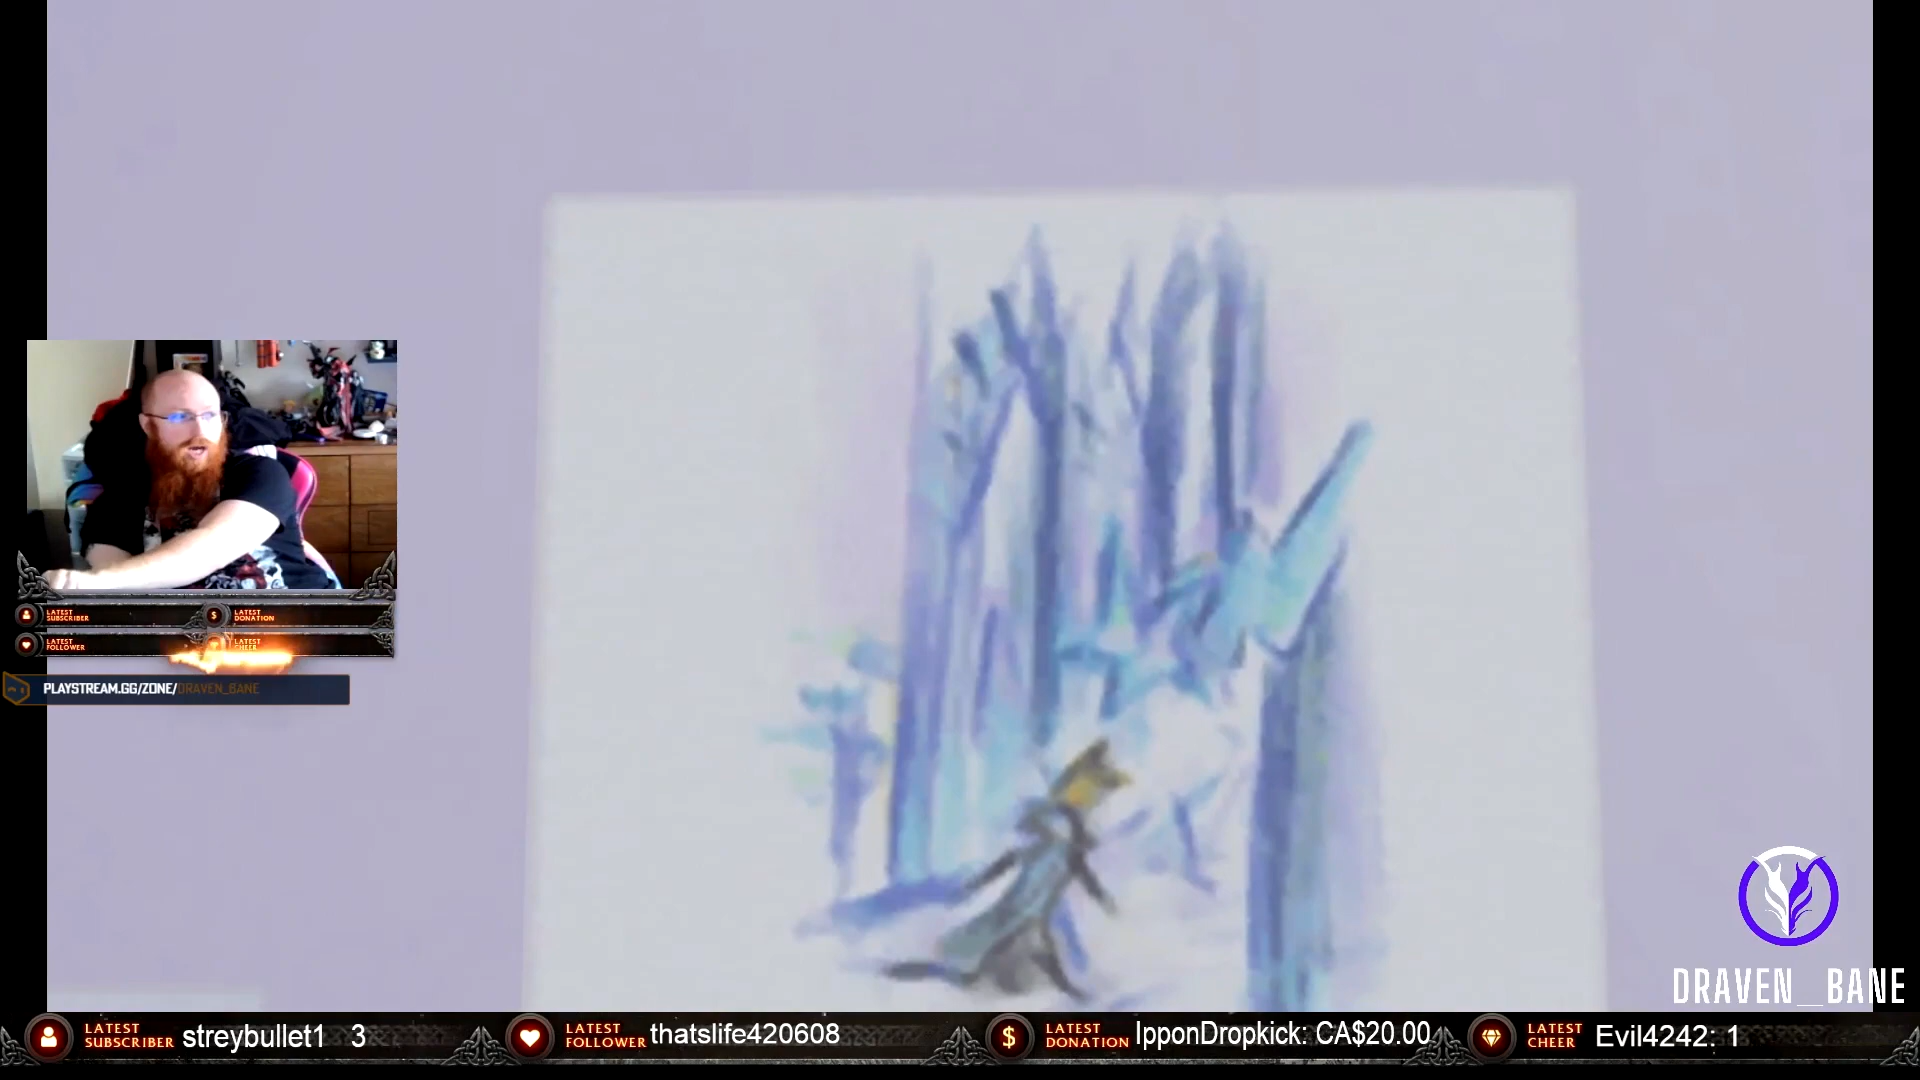 LATEST
SUBSCRIBER
LATEST
DONATION
LATEST
FOLLOWER
LATEST
CHEER
PLAYSTREAM.GG/ZONE/DRAVEN_BANE
DRAVEN_BANE
LATEST
SUBSCRIBER
streybullet1 3
LATEST
FOLLOWER
thatslife420608
LATEST
DONATION
IpponDropkick: CA$20.00
LATEST
CHEER
Evil4242: 1